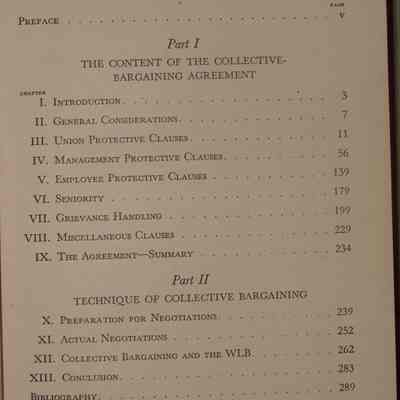 PAGE
PREFACE . . . . . . . . . . . . . . . . . . . . . . v
Part I
THE CONTENT OF THE COLLECTIVE-
BARGAINING AGREEMENT
CHAPTER
I. INTRODUCTION. . . . . . . . . . . . . . . . . 3
II. GENERAL CONSIDERATIONS. . . . . . . . . . . . 7
III. UNION PROTECTIVE CLAUSES. . . . . . . . . . . 11
IV. MANAGEMENT PROTECTIVE CLAUSES. . . . . . . . 56
V. EMPLOYEE PROTECTIVE CLAUSES . . . . . . . . . 139
VI. SENIORITY . . . . . . . . . . . . . . . . . . 179
VII. GRIEVANCE HANDLING . . . . . . . . . . . . . 199
VIII. MISCELLANEOUS CLAUSES . . . . . . . . . . . . 229
IX. THE AGREEMENT—SUMMARY . . . . . . . . . . . 234
Part II
TECHNIQUE OF COLLECTIVE BARGAINING
X. PREPARATION FOR NEGOTIATIONS. . . . . . . . . 239
XI. ACTUAL NEGOTIATIONS . . . . . . . . . . . . . 252
XII. COLLECTIVE BARGAINING AND THE WLB. . . . . . 262
XIII. CONCLUSION. . . . . . . . . . . . . . . . . . 283
BIBLIOGRAPHY. . . . . . . . . . . . . . . . . . . 289